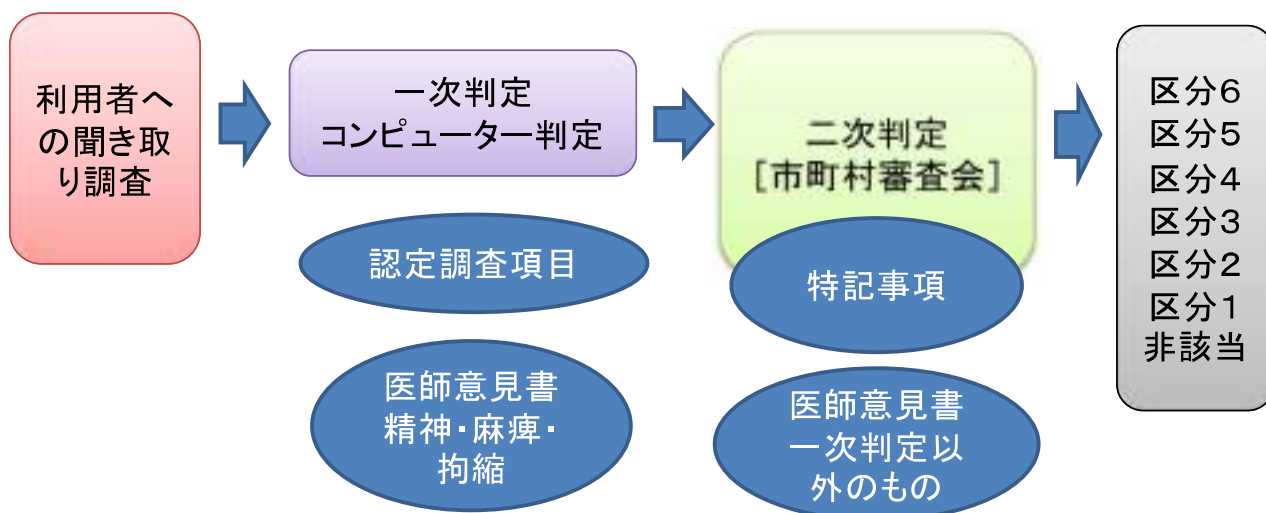 利用者へ
の聞き取
り調査
一次判定
コンピューター判定
認定調査項目
医師意見書
精神・麻痺・
拘縮
二次判定
[市町村審査会]
特記事項
医師意見書
一次判定以
外のもの
区分６
区分５
区分４
区分３
区分２
区分１
非該当